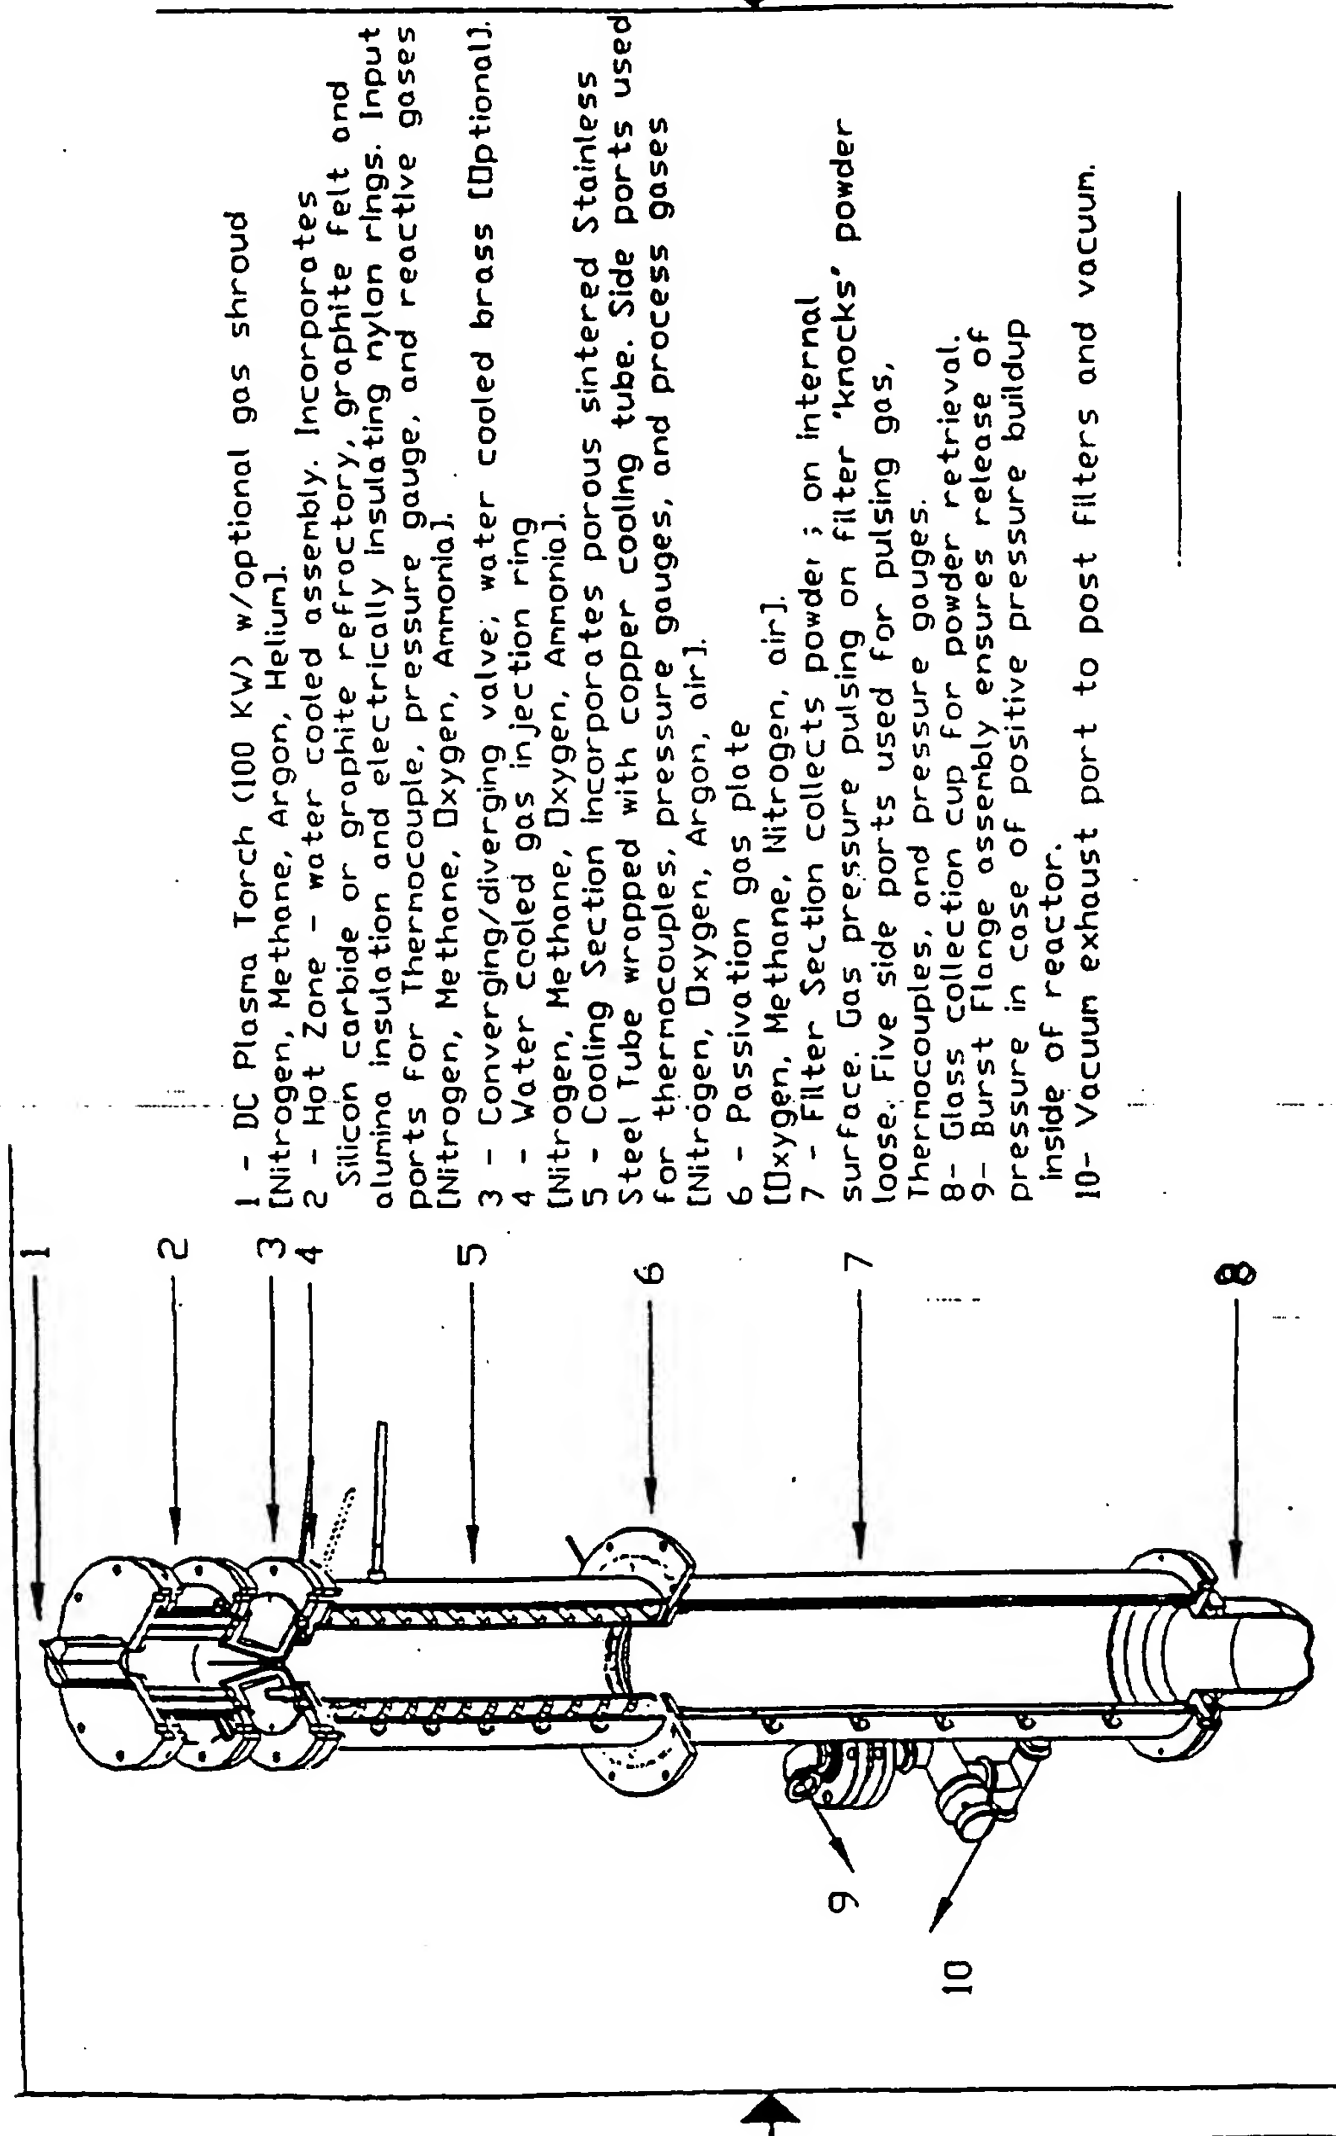 1 - DC Plasma Torch (100 KW) w/optional gas shroud
[Nitrogen, Methane, Argon, Helium].
2 - Hot Zone - water cooled assembly. Incorporates
Silicon carbide or graphite refractory, graphite felt and
alumina insulation and electrically insulating nylon rings. Input
ports for Thermocouple, pressure gauge, and reactive gases
[Nitrogen, Methane, Oxygen, Ammonia].
3 - Converging/diverging valve; water cooled brass [Optional].
4 - Water cooled gas injection ring
[Nitrogen, Methane, Oxygen, Ammonia].
5 - Cooling Section incorporates porous sintered Stainless
Steel Tube wrapped with copper cooling tube. Side ports used
for thermocouples, pressure gauges, and process gases
[Nitrogen, Oxygen, Argon, air].
6 - Passivation gas plate
[Oxygen, Methane, Nitrogen, air].
7 - Filter Section collects powder ; on internal
surface. Gas pressure pulsing on filter 'knocks' powder
loose. Five side ports used for pulsing gas,
Thermocouples, and pressure gauges.
8- Glass collection cup for powder retrieval.
9- Burst Flange assembly ensures release of
pressure in case of positive pressure buildup
inside of reactor.
10- Vacuum exhaust port to post filters and vacuum.
1
2
3
4
5
6
7
8
9
10